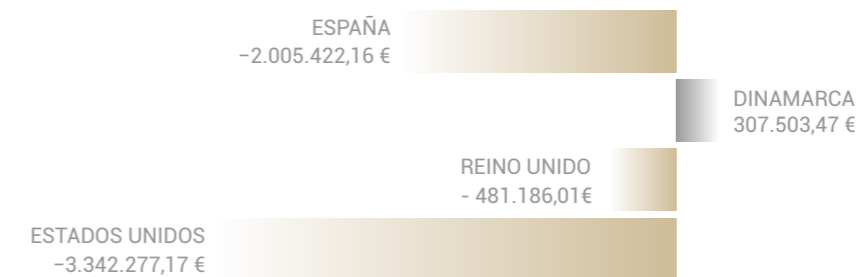 ESPAÑA
−2.005.422,16 €
DINAMARCA
307.503,47 €
REINO UNIDO
- 481.186,01€
ESTADOS UNIDOS
−3.342.277,17 €